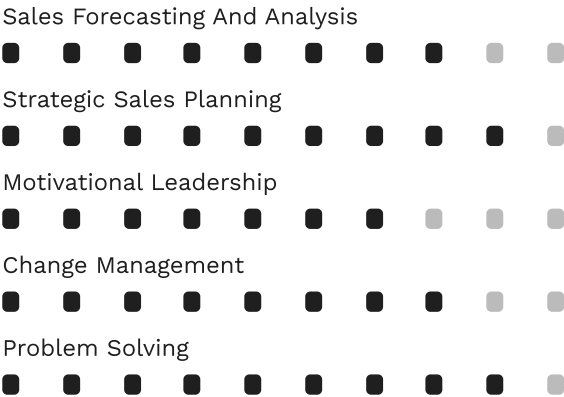 Sales Forecasting And Analysis
Strategic Sales Planning
Motivational Leadership
Change Management
Problem Solving